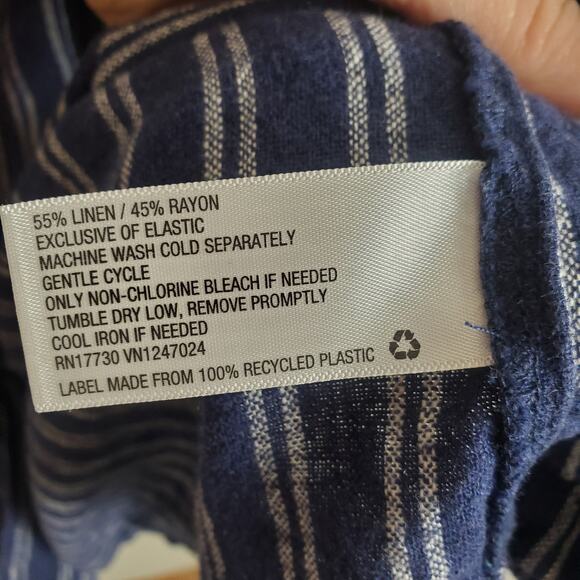 55% LINEN / 45% RAYON
EXCLUSIVE OF ELASTIC
MACHINE WASH COLD SEPARATELY
GENTLE CYCLE
ONLY NON-CHLORINE BLEACH IF NEEDED
TUMBLE DRY LOW, REMOVE PROMPTLY
COOL IRON IF NEEDED
RN17730 VN1247024
LABEL MADE FROM 100% RECYCLED PLASTIC